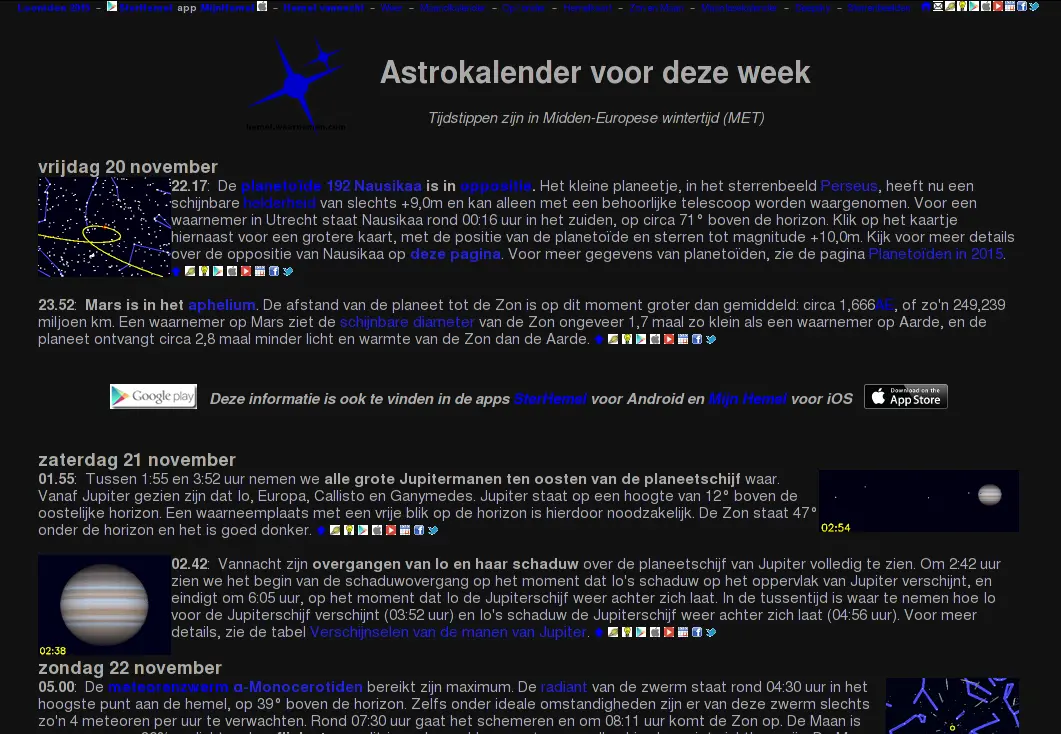 app
Astrokalender voor deze week
Tijdstippen zijn in Midden-Europese wintertijd (MET)
vrijdag 20 november
22.17: De planetoïde 192 Nausikaa is in oppositie. Het kleine planeetje, in het sterrenbeeld Perseus, heeft nu een
schijnbare helderheid van slechts +9,0m en kan alleen met een behoorlijke telescoop worden waargenomen. Voor een
waarnemer in Utrecht staat Nausikaa rond 00:16 uur in het zuiden, op circa 71° boven de horizon. Klik op het kaartje
hiernaast voor een grotere kaart, met de positie van de planetoïde en sterren tot magnitude +10,0m. Kijk voor meer details
over de oppositie van Nausikaa op deze pagina. Voor meer gegevens van planetoïden, zie de pagina Planetoïden in 2015.
23.52: Mars is in het aphelium. De afstand van de planeet tot de Zon is op dit moment groter dan gemiddeld: circa 1,666AE, of zo'n 249,239
miljoen km. Een waarnemer op Mars ziet de schijnbare diameter van de Zon ongeveer 1,7 maal zo klein als een waarnemer op Aarde, en de
planeet ontvangt circa 2,8 maal minder licht en warmte van de Zon dan de Aarde.
Google play Deze informatie is ook te vinden in de apps SterHemel voor Android en Mijn Hemel voor iOS Download on the App Store
zaterdag 21 november
01.55: Tussen 1:55 en 3:52 uur nemen we alle grote Jupitermanen ten oosten van de planeetschijf waar.
Vanaf Jupiter gezien zijn dat Io, Europa, Callisto en Ganymedes. Jupiter staat op een hoogte van 12° boven de
oostelijke horizon. Een waarneemplaats met een vrije blik op de horizon is hierdoor noodzakelijk. De Zon staat 47°
onder de horizon en het is goed donker.
02:54
02.42: Vannacht zijn overgangen van Io en haar schaduw over de planeetschijf van Jupiter volledig te zien. Om 2:42 uur
zien we het begin van de schaduwovergang op het moment dat Io's schaduw op het oppervlak van Jupiter verschijnt, en
eindigt om 6:05 uur, op het moment dat Io de Jupiterschijf weer achter zich laat. In de tussentijd is waar te nemen hoe Io
voor de Jupiterschijf verschijnt (03:52 uur) en Io's schaduw de Jupiterschijf weer achter zich laat (04:56 uur). Voor meer
details, zie de tabel Verschijnselen van de manen van Jupiter.
02:38
zondag 22 november
05.00: De meteorenzwerm α-Monocerotiden bereikt zijn maximum. De radiant van de zwerm staat rond 04:30 uur in het
hoogste punt aan de hemel, op 39° boven de horizon. Zelfs onder ideale omstandigheden zijn er van deze zwerm slechts
zo'n 4 meteoren per uur te verwachten. Rond 07:30 uur gaat het schemeren en om 08:11 uur komt de Zon op. De Maan is